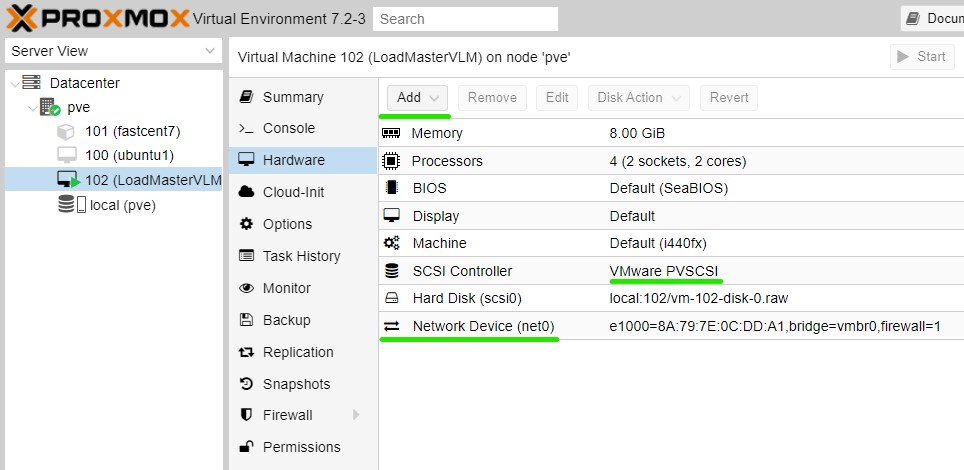 PROXMOX Virtual Environment 7.2-3 Search Docun
Server View
Virtual Machine 102 (LoadMasterVLM) on node 'pve' Start
Datacenter
pve
101 (fastcent7)
100 (ubuntu1)
102 (LoadMasterVLM
local (pve)
Summary
Console
Hardware
Cloud-Init
Options
Task History
Monitor
Backup
Replication
Snapshots
Firewall
Permissions
Add Remove Edit Disk Action Revert
Memory 8.00 GiB
Processors 4 (2 sockets, 2 cores)
BIOS Default (SeaBIOS)
Display Default
Machine Default (i440fx)
SCSI Controller VMware PVSCSI
Hard Disk (scsi0) local:102/vm-102-disk-0.raw
Network Device (net0) e1000=8A:79:7E:0C:DD:A1,bridge=vmbr0,firewall=1